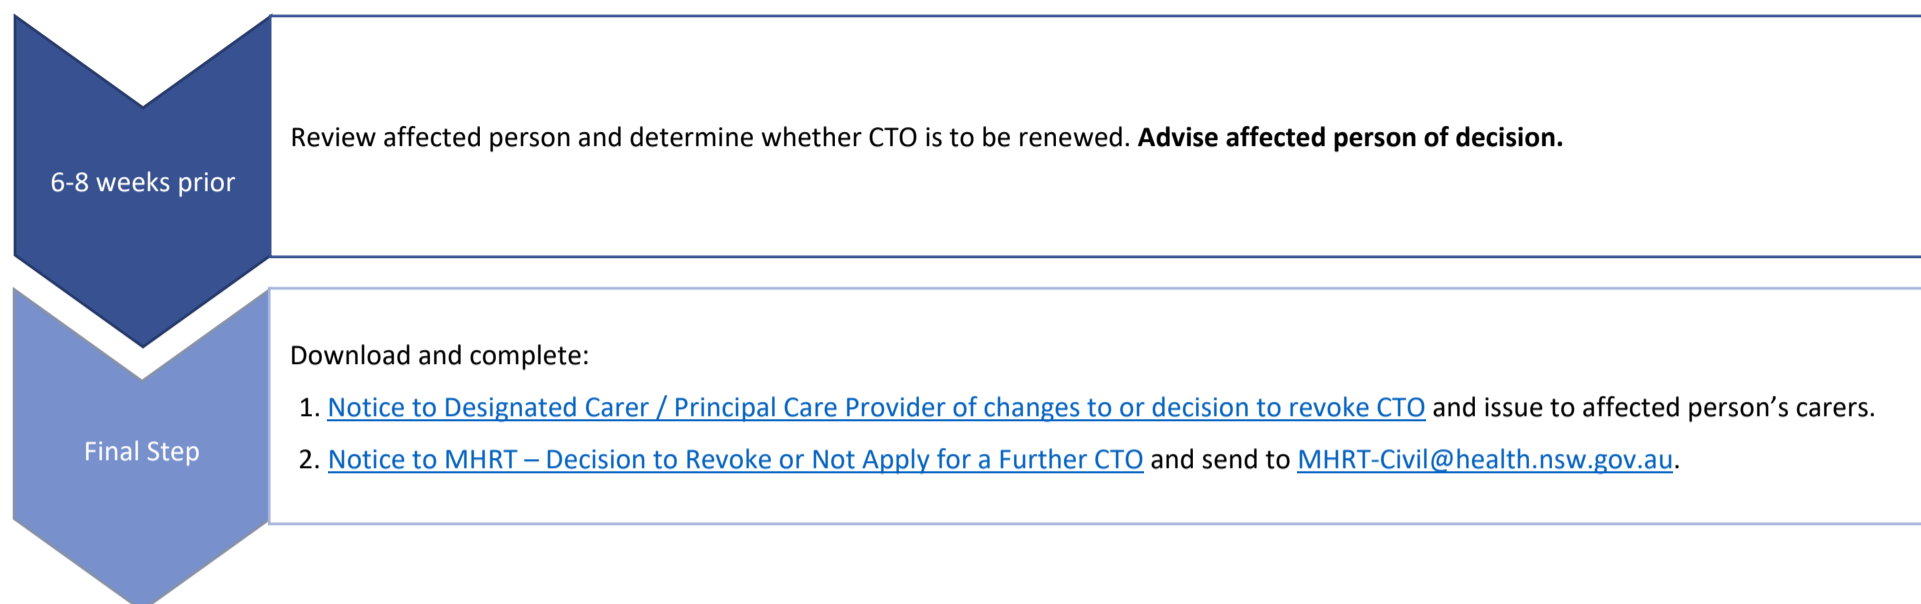 6-8 weeks prior
Review affected person and determine whether CTO is to be renewed. Advise affected person of decision.
Final Step
Download and complete:
1. Notice to Designated Carer / Principal Care Provider of changes to or decision to revoke CTO and issue to affected person’s carers.
2. Notice to MHRT – Decision to Revoke or Not Apply for a Further CTO and send to MHRT-Civil@health.nsw.gov.au.